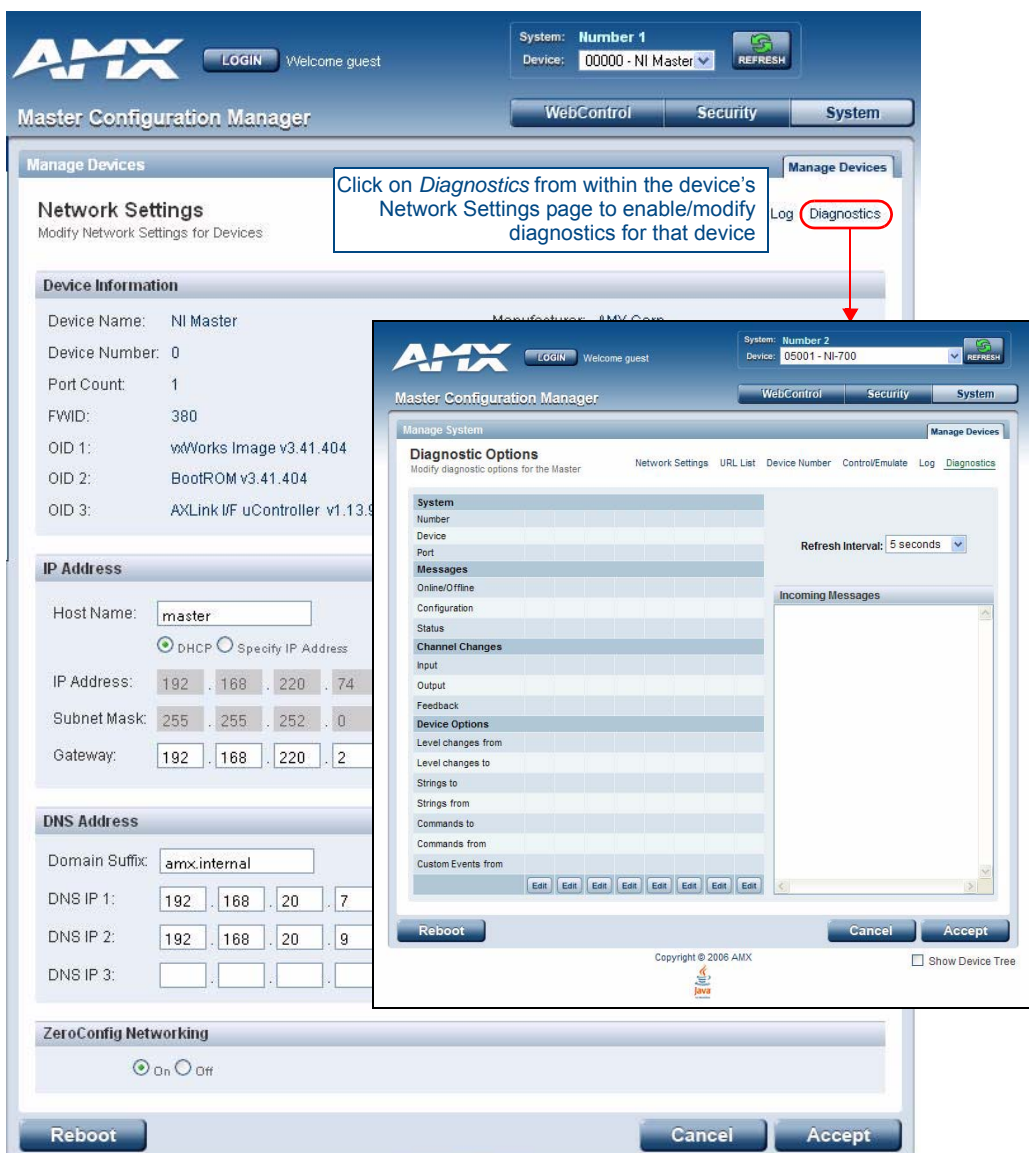 AMX LOGIN Welcome guest
System: Number 1
Device: 00000 - NI Master
REFRESH
Master Configuration Manager
WebControl Security System
Manage Devices
Manage Devices
Click on Diagnostics from within the device's
Network Settings page to enable/modify
diagnostics for that device
Network Settings
Modify Network Settings for Devices
Log Diagnostics
Device Information
Device Name: NI Master
Device Number: 0
Port Count: 1
FWID: 380
OID 1: vxWorks Image v3.41.404
OID 2: BootROM v3.41.404
OID 3: AXLink I/F uController v1.13.9
IP Address
Host Name: master
DHCP Specify IP Address
IP Address: 192 . 168 . 220 . 74
Subnet Mask: 255 . 255 . 252 . 0
Gateway: 192 . 168 . 220 . 2
DNS Address
Domain Suffix: amx.internal
DNS IP 1: 192 . 168 . 20 . 7
DNS IP 2: 192 . 168 . 20 . 9
DNS IP 3: . . .
ZeroConfig Networking
On Off
Reboot Cancel Accept
AMX LOGIN Welcome guest
System: Number 2
Device: 05001 - NI-700
REFRESH
Master Configuration Manager
WebControl Security System
Manage System
Manage Devices
Diagnostic Options
Modify diagnostic options for the Master
Network Settings URL List Device Number Control/Emulate Log Diagnostics
System
Number
Device
Port
Messages
Online/Offline
Configuration
Status
Channel Changes
Input
Output
Feedback
Device Options
Level changes from
Level changes to
Strings to
Strings from
Commands to
Commands from
Custom Events from
Edit Edit Edit Edit Edit Edit Edit Edit
Refresh Interval: 5 seconds
Incoming Messages
Reboot Cancel Accept
Copyright © 2006 AMX
Java
Show Device Tree